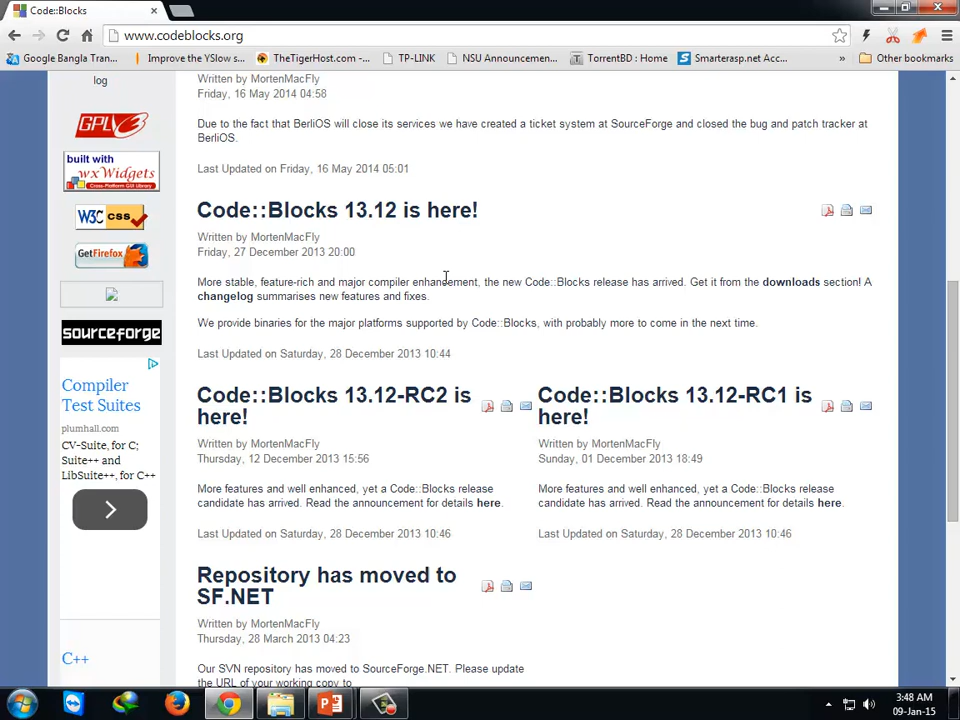 Code::Blocks
www.codeblocks.org
Google Bangla Tran...
Improve the YSlow s...
TheTigerHost.com -...
TP-LINK
NSU Announcemen...
TorrentBD : Home
Smarterasp.net Acc...
»
Other bookmarks
log
GPL 3
built with
wxWidgets
Cross-Platform GUI Library
W3C css
GetFirefox
sourceforge
Compiler
Test Suites
plumhall.com
CV-Suite, for C;
Suite++ and
LibSuite++, for C++
C++
Written by MortenMacFly
Friday, 16 May 2014 04:58
Due to the fact that BerliOS will close its services we have created a ticket system at SourceForge and closed the bug and patch tracker at
BerliOS.
Last Updated on Friday, 16 May 2014 05:01
Code::Blocks 13.12 is here!
Written by MortenMacFly
Friday, 27 December 2013 20:00
More stable, feature-rich and major compiler enhancement, the new Code::Blocks release has arrived. Get it from the downloads section! A
changelog summarises new features and fixes.
We provide binaries for the major platforms supported by Code::Blocks, with probably more to come in the next time.
Last Updated on Saturday, 28 December 2013 10:44
Code::Blocks 13.12-RC2 is
here!
Written by MortenMacFly
Thursday, 12 December 2013 15:56
More features and well enhanced, yet a Code::Blocks release
candidate has arrived. Read the announcement for details here.
Last Updated on Saturday, 28 December 2013 10:46
Code::Blocks 13.12-RC1 is
here!
Written by MortenMacFly
Sunday, 01 December 2013 18:49
More features and well enhanced, yet a Code::Blocks release
candidate has arrived. Read the announcement for details here.
Last Updated on Saturday, 28 December 2013 10:46
Repository has moved to
SF.NET
Written by MortenMacFly
Thursday, 28 March 2013 04:23
Our SVN repository has moved to SourceForge.NET. Please update
the URL of your working copy to
3:48 AM
09-Jan-15